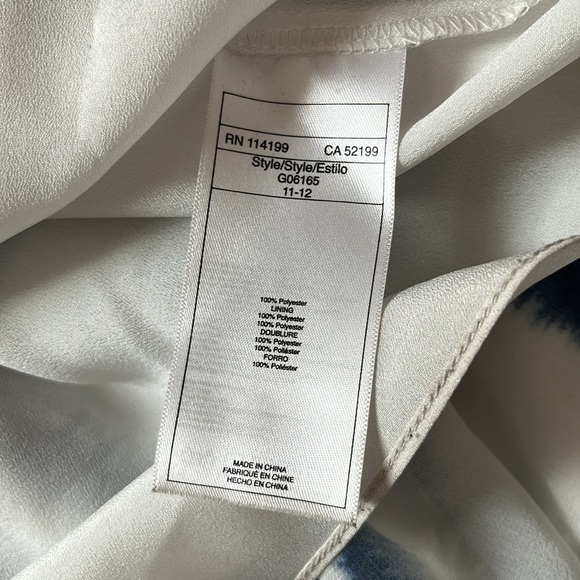 RN 114199 CA 52199
Style/Style/Estilo
G06165
11-12
100% Polyester
LINING
100% Polyester
100% Polyester
DOUBLURE
100% Polyester
100% Poliéster
FORRO
100% Poliéster
MADE IN CHINA
FABRIQUÉ EN CHINE
HECHO EN CHINA